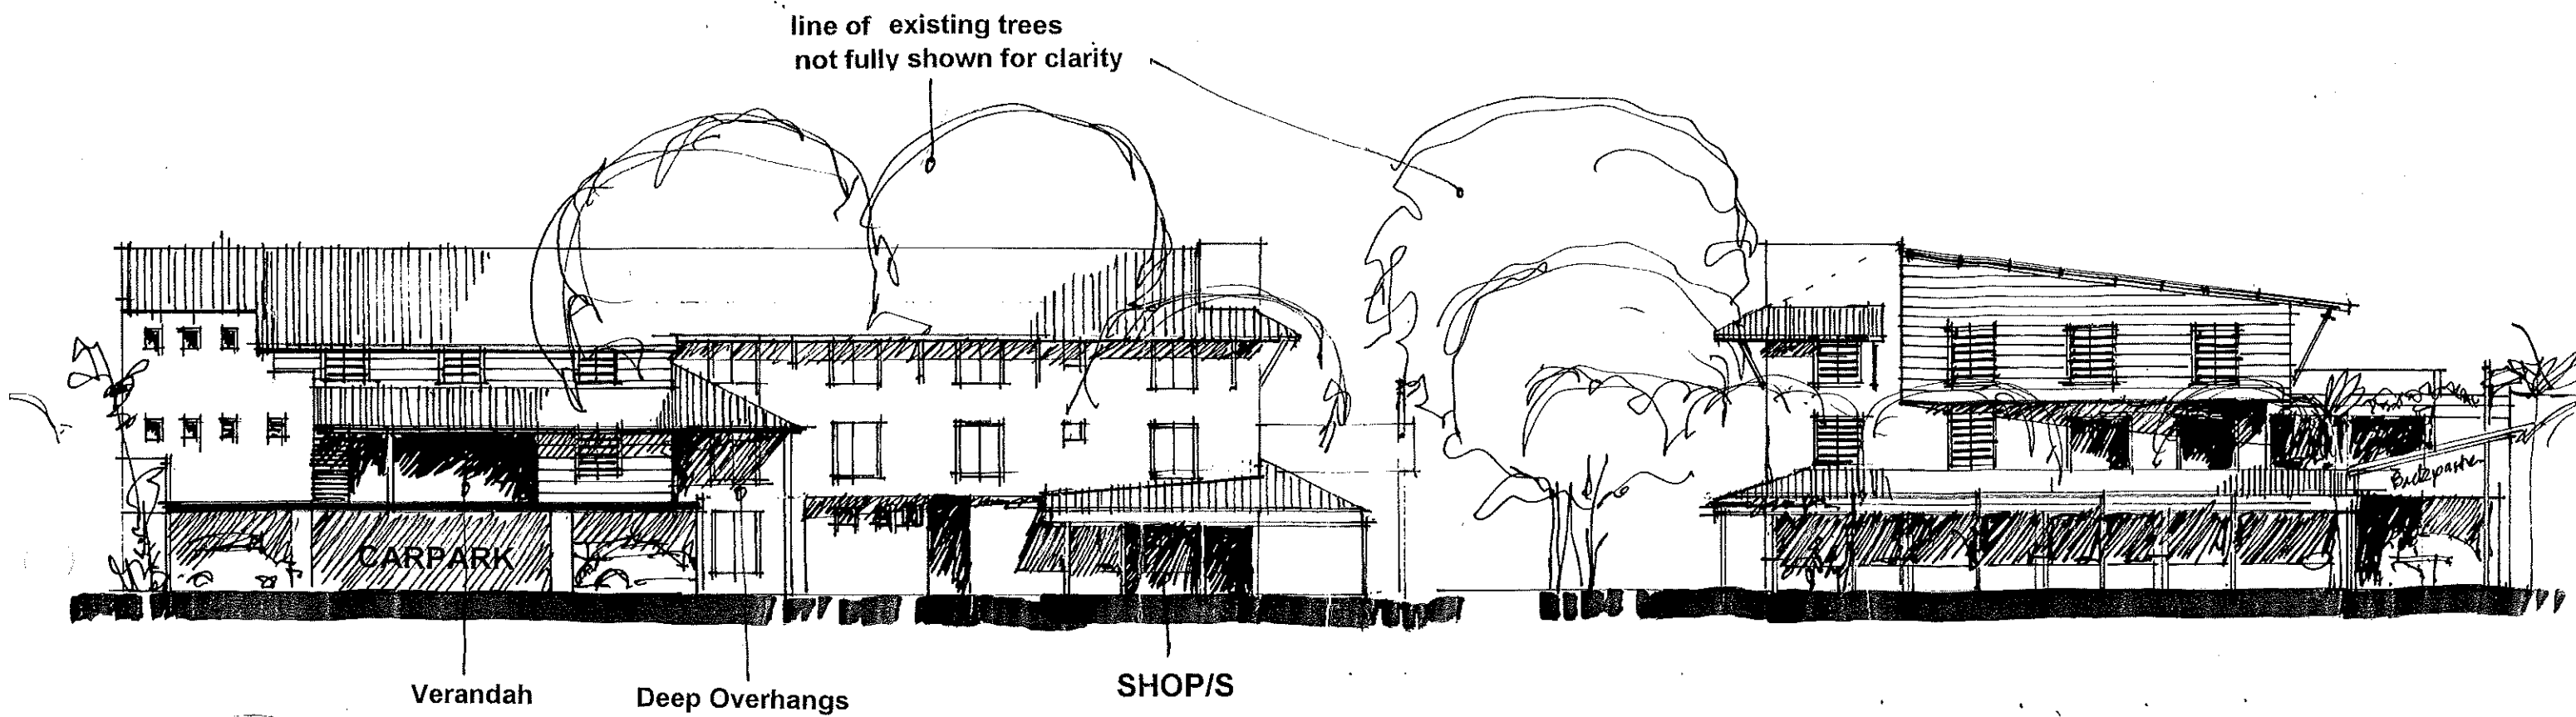 line of existing trees
not fully shown for clarity
CARPARK
Verandah
Deep Overhangs
SHOP/S